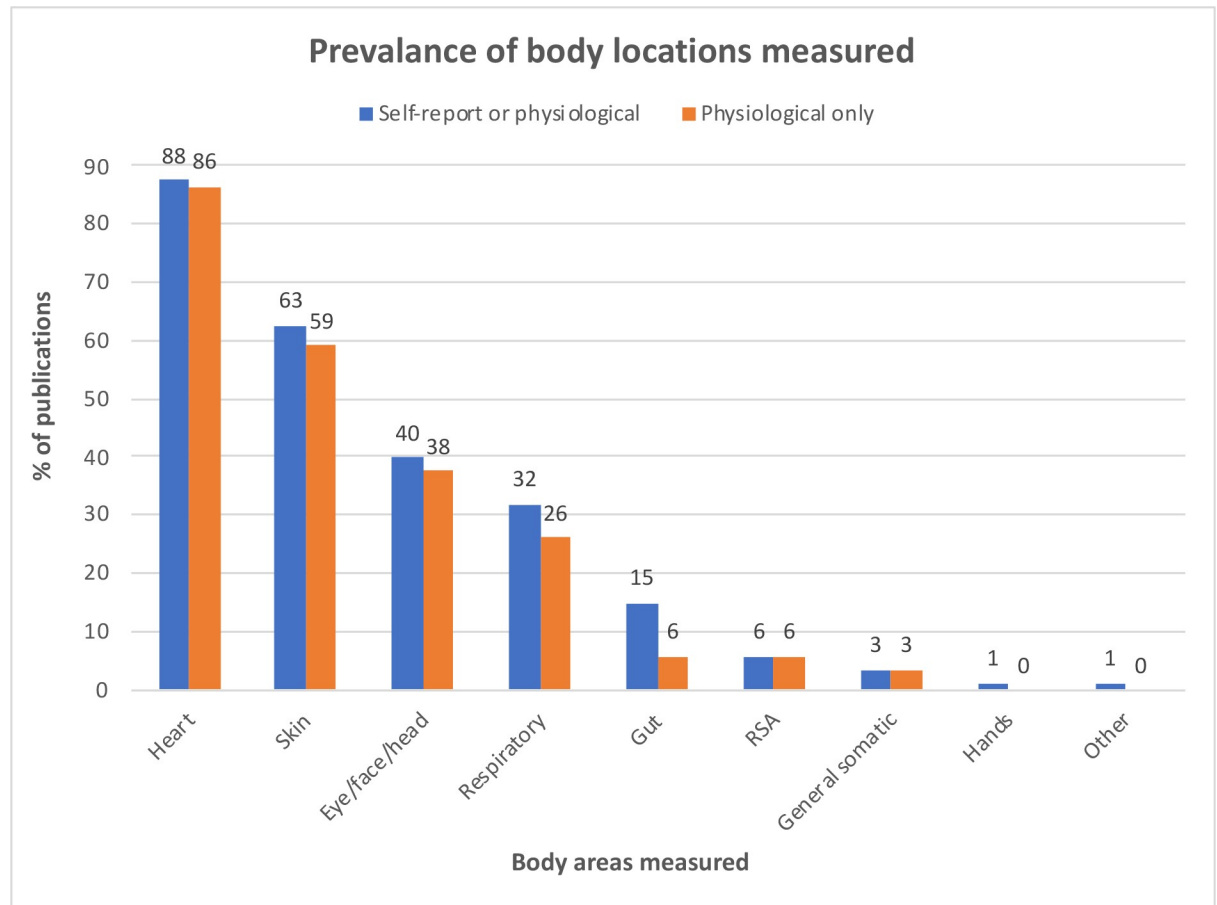 Prevalance of body locations measured
Self-report or physiological Physiological only
% of publications
90
80
70
60
50
40
30
20
10
0
88 86
63 59
40 38
32 26
15 6
6 6
3 3
1 0
1 0
Heart
Skin
Eye/face/head
Respiratory
Gut
RSA
General somatic
Hands
Other
Body areas measured